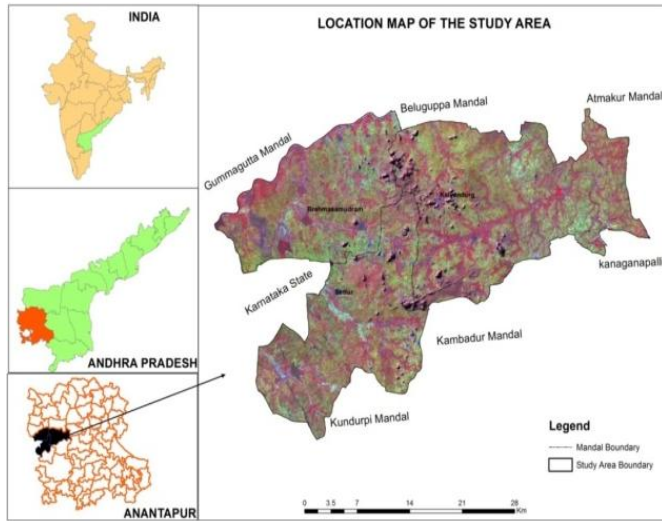 INDIA
ANDHRA PRADESH
ANANTAPUR
LOCATION MAP OF THE STUDY AREA
Beluguppa Mandal
Atmakur Mandal
Gummagutta Mandal
Brahmasamudram
kanaganapalli
Karnataka State
Kambadur Mandal
Kundurpi Mandal
Legend
Mandal Boundary
Study Area Boundary
0 3.5 7 14 21 28
Km